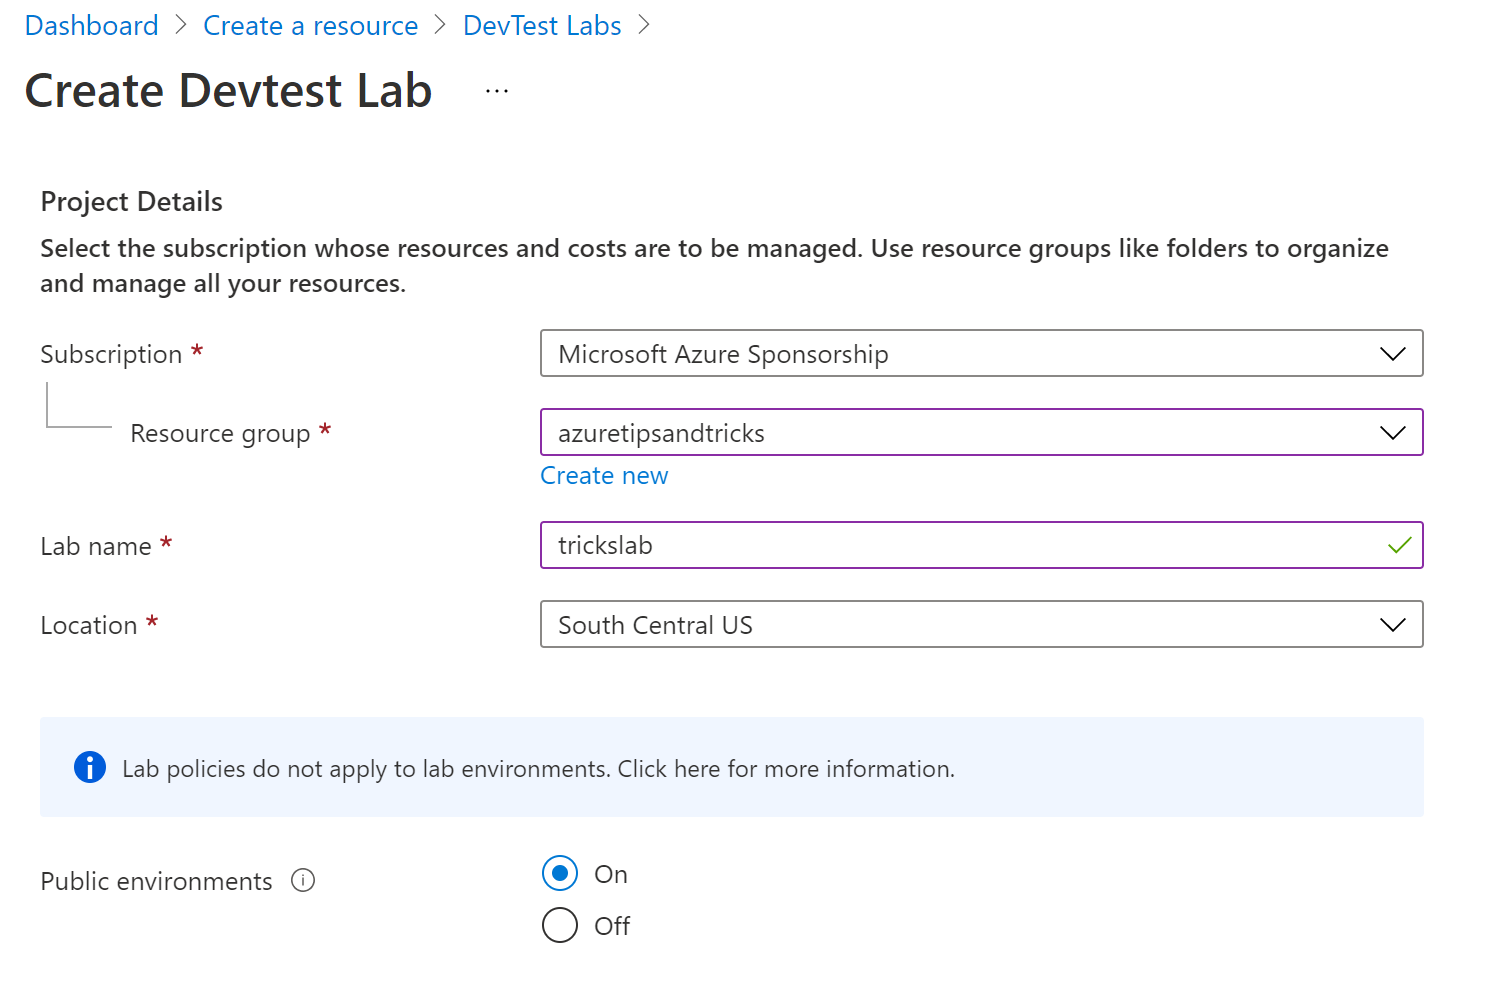 Dashboard > Create a resource > DevTest Labs >
Create Devtest Lab ...
Project Details
Select the subscription whose resources and costs are to be managed. Use resource groups like folders to organize
and manage all your resources.
Subscription * Microsoft Azure Sponsorship
Resource group * azuretipsandtricks
Create new
Lab name * trickslab
Location * South Central US
Lab policies do not apply to lab environments. Click here for more information.
Public environments On
Off